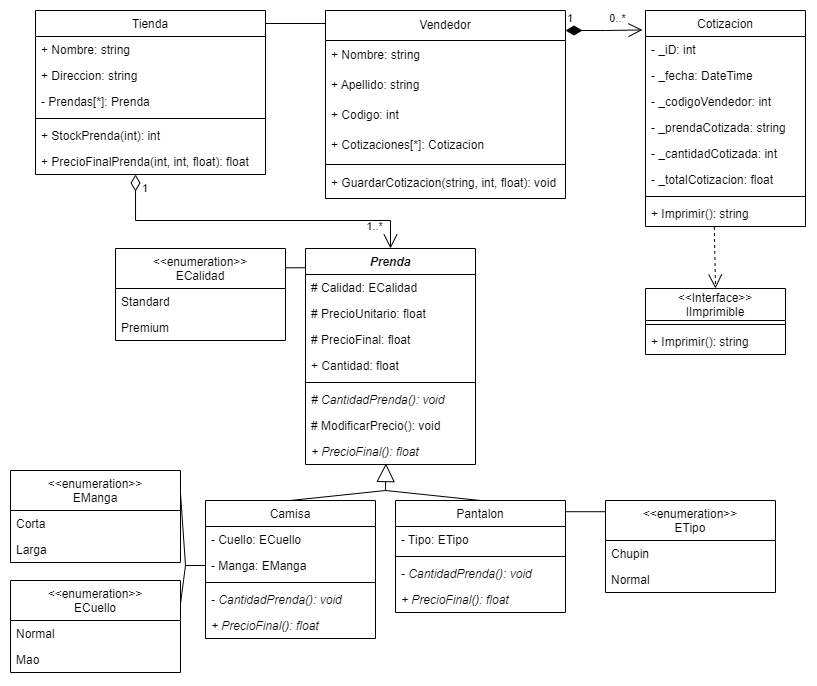 Tienda
+ Nombre: string
+ Direccion: string
- Prendas[*]: Prenda
+ StockPrenda(int): int
+ PrecioFinalPrenda(int, int, float): float
Vendedor
+ Nombre: string
+ Apellido: string
+ Codigo: int
+ Cotizaciones[*]: Cotizacion
+ GuardarCotizacion(string, int, float): void
1
0..*
Cotizacion
- _iD: int
- _fecha: DateTime
- _codigoVendedor: int
- _prendaCotizada: string
- _cantidadCotizada: int
- _totalCotizacion: float
+ Imprimir(): string
1
1..*
<<enumeration>>
ECalidad
Standard
Premium
Prenda
# Calidad: ECalidad
# PrecioUnitario: float
# PrecioFinal: float
+ Cantidad: float
# CantidadPrenda(): void
# ModificarPrecio(): void
+ PrecioFinal(): float
<<Interface>>
IImprimible
+ Imprimir(): string
<<enumeration>>
EManga
Corta
Larga
<<enumeration>>
ECuello
Normal
Mao
Camisa
- Cuello: ECuello
- Manga: EManga
- CantidadPrenda(): void
+ PrecioFinal(): float
Pantalon
- Tipo: ETipo
- CantidadPrenda(): void
+ PrecioFinal(): float
<<enumeration>>
ETipo
Chupin
Normal